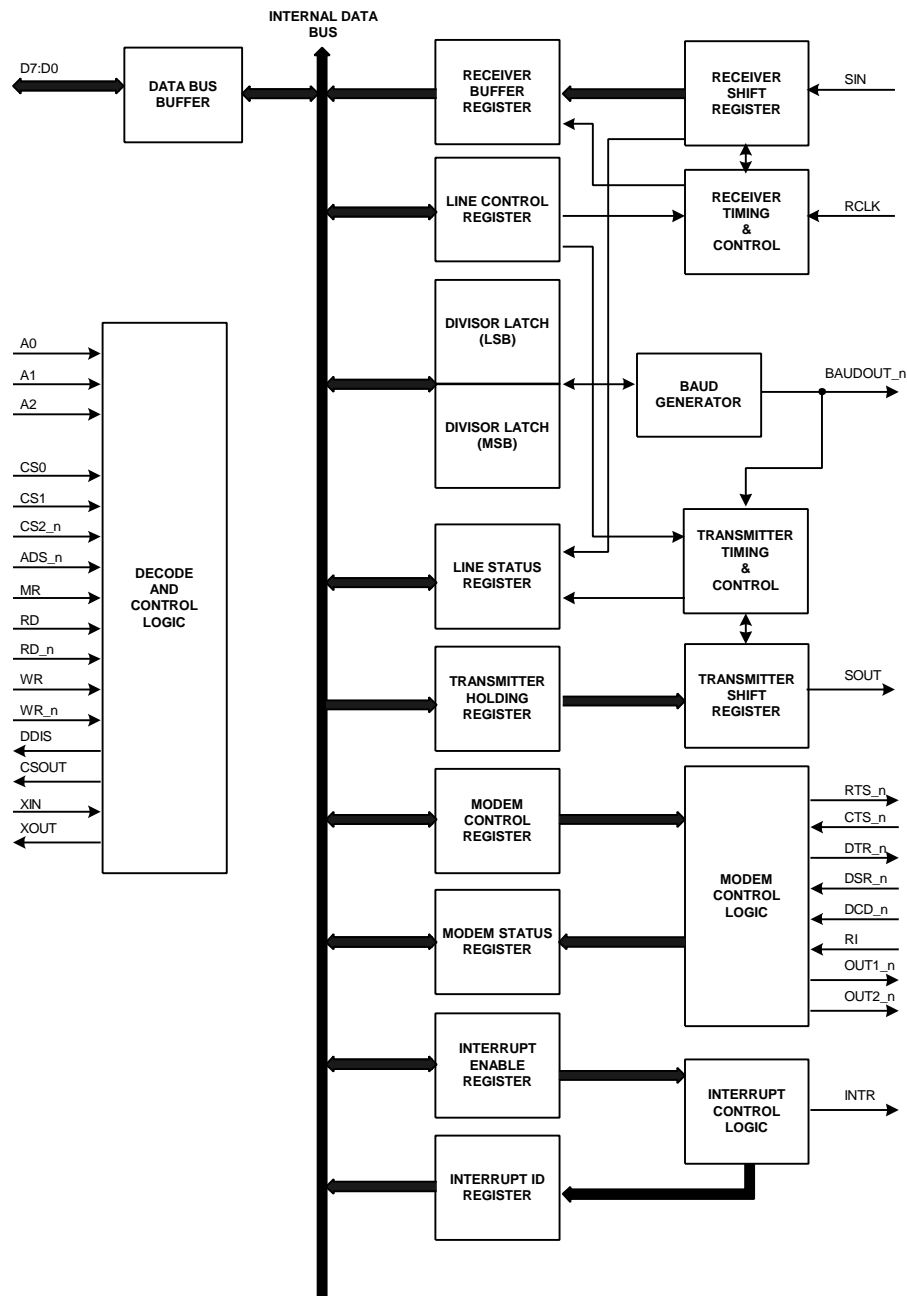 INTERNAL DATA
BUS
D7:D0
DATA BUS
BUFFER
RECEIVER
BUFFER
REGISTER
RECEIVER
SHIFT
REGISTER
SIN
LINE CONTROL
REGISTER
RECEIVER
TIMING
&
CONTROL
RCLK
DIVISOR LATCH
(LSB)
DIVISOR LATCH
(MSB)
BAUD
GENERATOR
BAUDOUT_n
A0
A1
A2
CS0
CS1
CS2_n
ADS_n
MR
RD
RD_n
WR
WR_n
DDIS
CSOUT
XIN
XOUT
DECODE
AND
CONTROL
LOGIC
LINE STATUS
REGISTER
TRANSMITTER
TIMING
&
CONTROL
TRANSMITTER
HOLDING
REGISTER
TRANSMITTER
SHIFT
REGISTER
SOUT
MODEM
CONTROL
REGISTER
MODEM STATUS
REGISTER
MODEM
CONTROL
LOGIC
RTS_n
CTS_n
DTR_n
DSR_n
DCD_n
RI
OUT1_n
OUT2_n
INTERRUPT
ENABLE
REGISTER
INTERRUPT
CONTROL
LOGIC
INTR
INTERRUPT ID
REGISTER